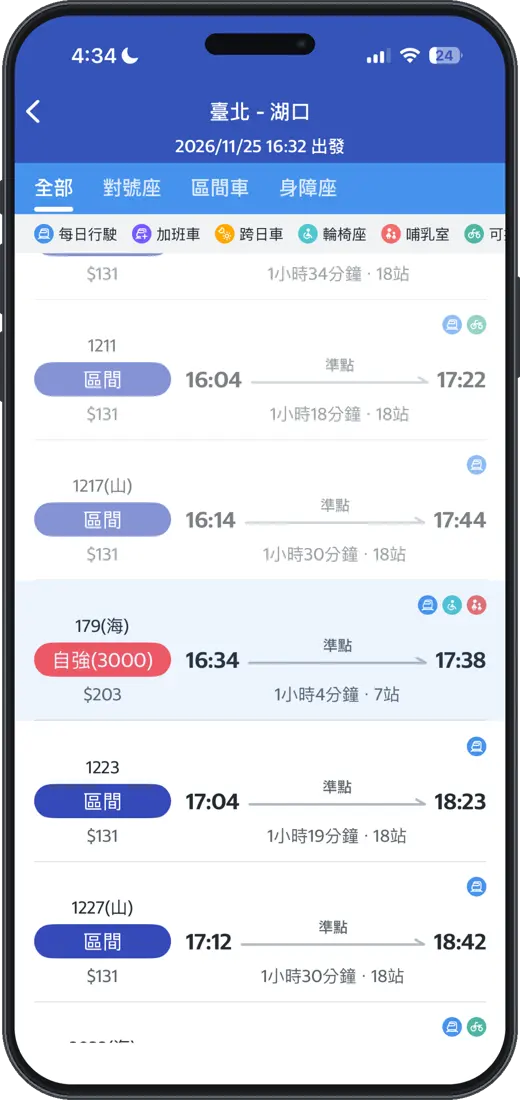 4:34
24
臺北 - 湖口
2026/11/25 16:32 出發
全部 對號座 區間車 身障座
每日行駛 加班車 跨日車 輪椅座 哺乳室 可
$131 1小時34分鐘 · 18站
1211
區間 16:04 準點 17:22
$131 1小時18分鐘 · 18站
1217(山)
區間 16:14 準點 17:44
$131 1小時30分鐘 · 18站
179(海)
自強(3000) 16:34 準點 17:38
$203 1小時4分鐘 · 7站
1223
區間 17:04 準點 18:23
$131 1小時19分鐘 · 18站
1227(山)
區間 17:12 準點 18:42
$131 1小時30分鐘 · 18站